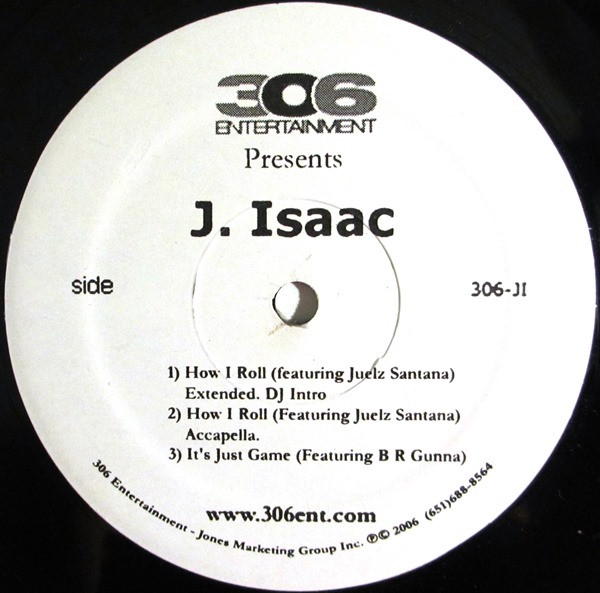 306
ENTERTAINMENT
Presents
J. Isaac
side
306-JI
1) How I Roll (featuring Juelz Santana)
Extended. DJ Intro
2) How I Roll (Featuring Juelz Santana)
Accapella.
3) It's Just Game (Featuring B R Gunna)
www.306ent.com
306 Entertainment - Jones Marketing Group Inc. ℗© 2006 (651)688-8564